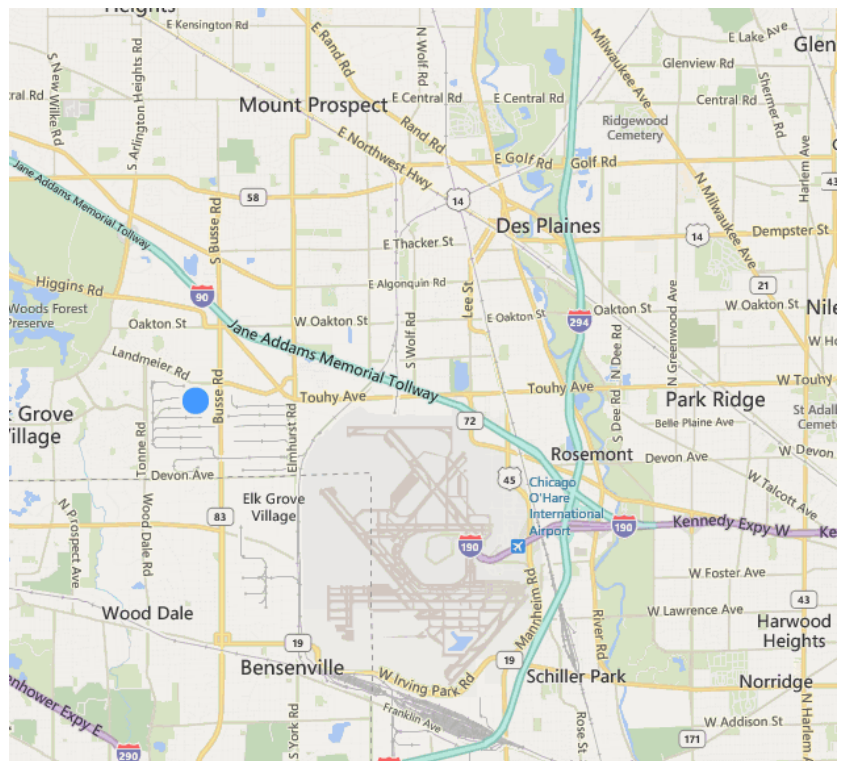 Heights
E Kensington Rd
E Rand Rd
N Wolf Rd
Milwaukee Ave
E Lake Ave
Glen
S New Wilke Rd
S Arlington Heights Rd
Glenview Rd
Shermer Rd
tral Rd
Mount Prospect
E Central Rd
E Central Rd
Central Rd
Rand Rd
Ridgewood
Cemetery
E Northwest Hwy
E Golf Rd
Golf Rd
Harlem Ave
Jane Addams Memorial Tollway
58
14
N Milwaukee Ave
43
S Busse Rd
Des Plaines
14
Dempster St
E Thacker St
Higgins Rd
90
E Algonquin Rd
Lee St
21
Woods Forest
Preserve
Oakton St
W Oakton St
E Oakton St
Oakton St
W Oakton St
Nile
294
Jane Addams Memorial Tollway
S Wolf Rd
N Dee Rd
N Greenwood Ave
W Ho
Landmeier Rd
Busse Rd
Touhy Ave
Touhy Ave
W Touhy
k Grove
Village
72
S Dee Rd
Park Ridge
St Adal
Cemete
Belle Plaine Ave
Tonne Rd
Elmhurst Rd
Rosemont
Devon Ave
W Devon
Devon Ave
45
Chicago
O'Hare
International
Airport
W Talcott Ave
N Prospect Ave
Wood Dale Rd
Elk Grove
Village
83
190
190
Kennedy Expy W
Ke
W Foster Ave
Mannheim Rd
Wood Dale
River Rd
W Lawrence Ave
43
Harwood
Heights
19
Bensenville
W Irving Park Rd
19
Schiller Park
Norridge
enhower Expy E
290
S York Rd
Franklin Ave
Rose St
W Addison St
171
N Harlem A